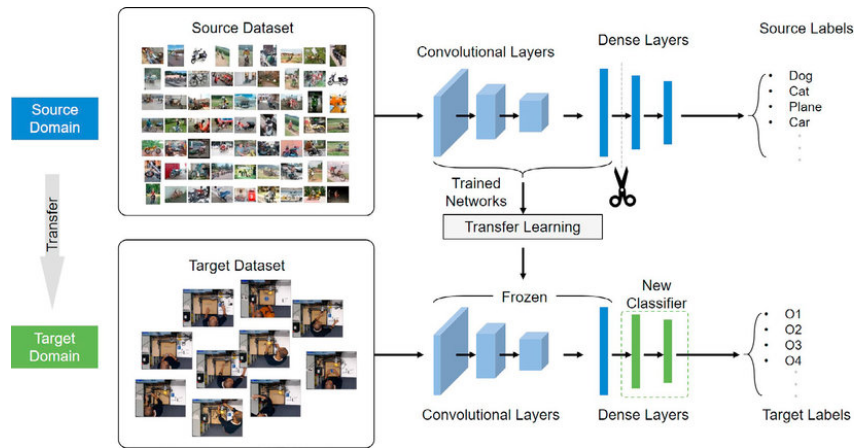 Source Dataset
Convolutional Layers
Dense Layers
Source Labels
Source
Domain
• Dog
• Cat
• Plane
• Car
Transfer
Trained
Networks
Transfer Learning
Target Dataset
Frozen
New
Classifier
Target
Domain
• O1
• O2
• O3
• O4
Convolutional Layers
Dense Layers
Target Labels